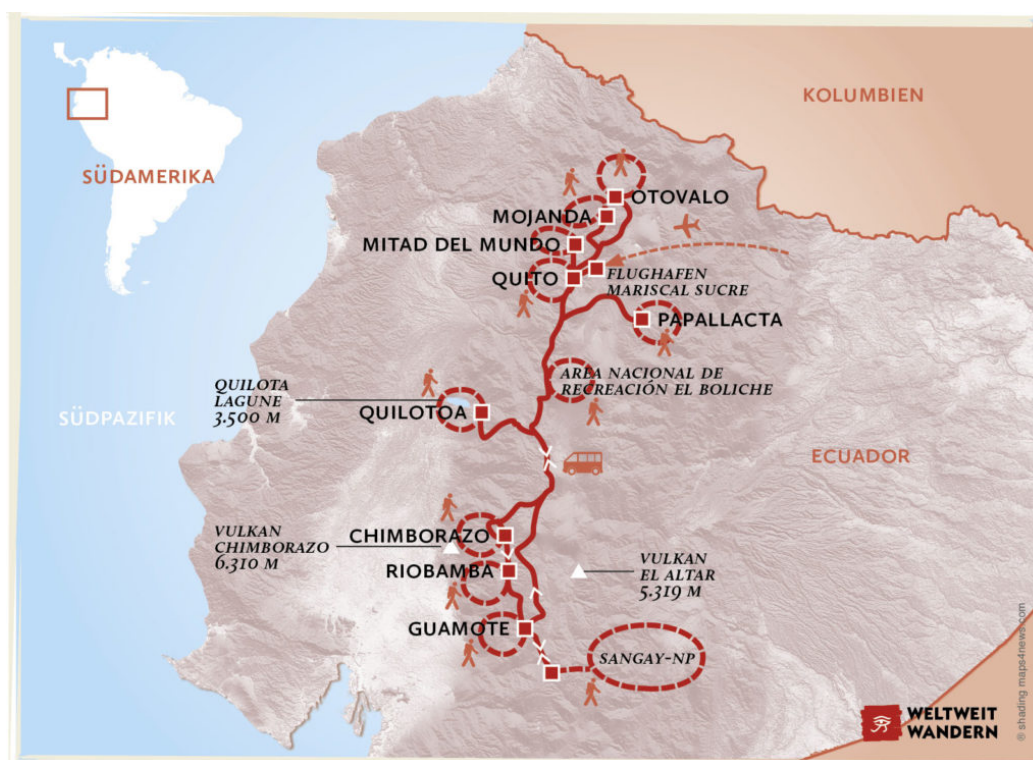 KOLUMBIEN
SÜDAMERIKA
OTOVALO
MOJANDA
MITAD DEL MUNDO
QUITO
FLUGHAFEN
MARISCAL SUCRE
PAPALLACTA
AREA NACIONAL DE
RECREACIÓN EL BOLICHE
QUILOTA
LAGUNE
3.500 M
QUILOTOA
SÜDPAZIFIK
ECUADOR
VULKAN
CHIMBORAZO
6.310 M
CHIMBORAZO
RIOBAMBA
VULKAN
EL ALTAR
5.319 M
GUAMOTE
SANGAY-NP
WELTWEIT
WANDERN
© shading maps4news.com